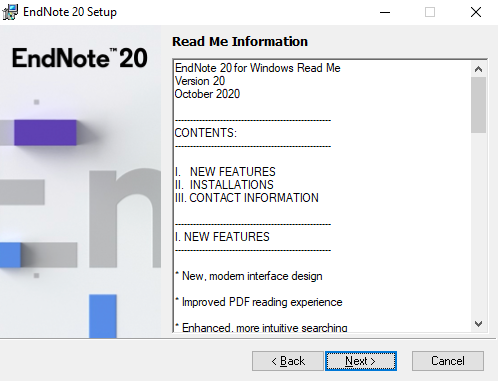 EndNote 20 Setup
EndNote™ 20
Read Me Information
EndNote 20 for Windows Read Me
Version 20
October 2020
----------------------------------------------------
CONTENTS:
----------------------------------------------------
I. NEW FEATURES
II. INSTALLATIONS
III. CONTACT INFORMATION
----------------------------------------------------
I. NEW FEATURES
----------------------------------------------------
* New, modern interface design
* Improved PDF reading experience
* Enhanced, more intuitive searching
< Back
Next >
Cancel